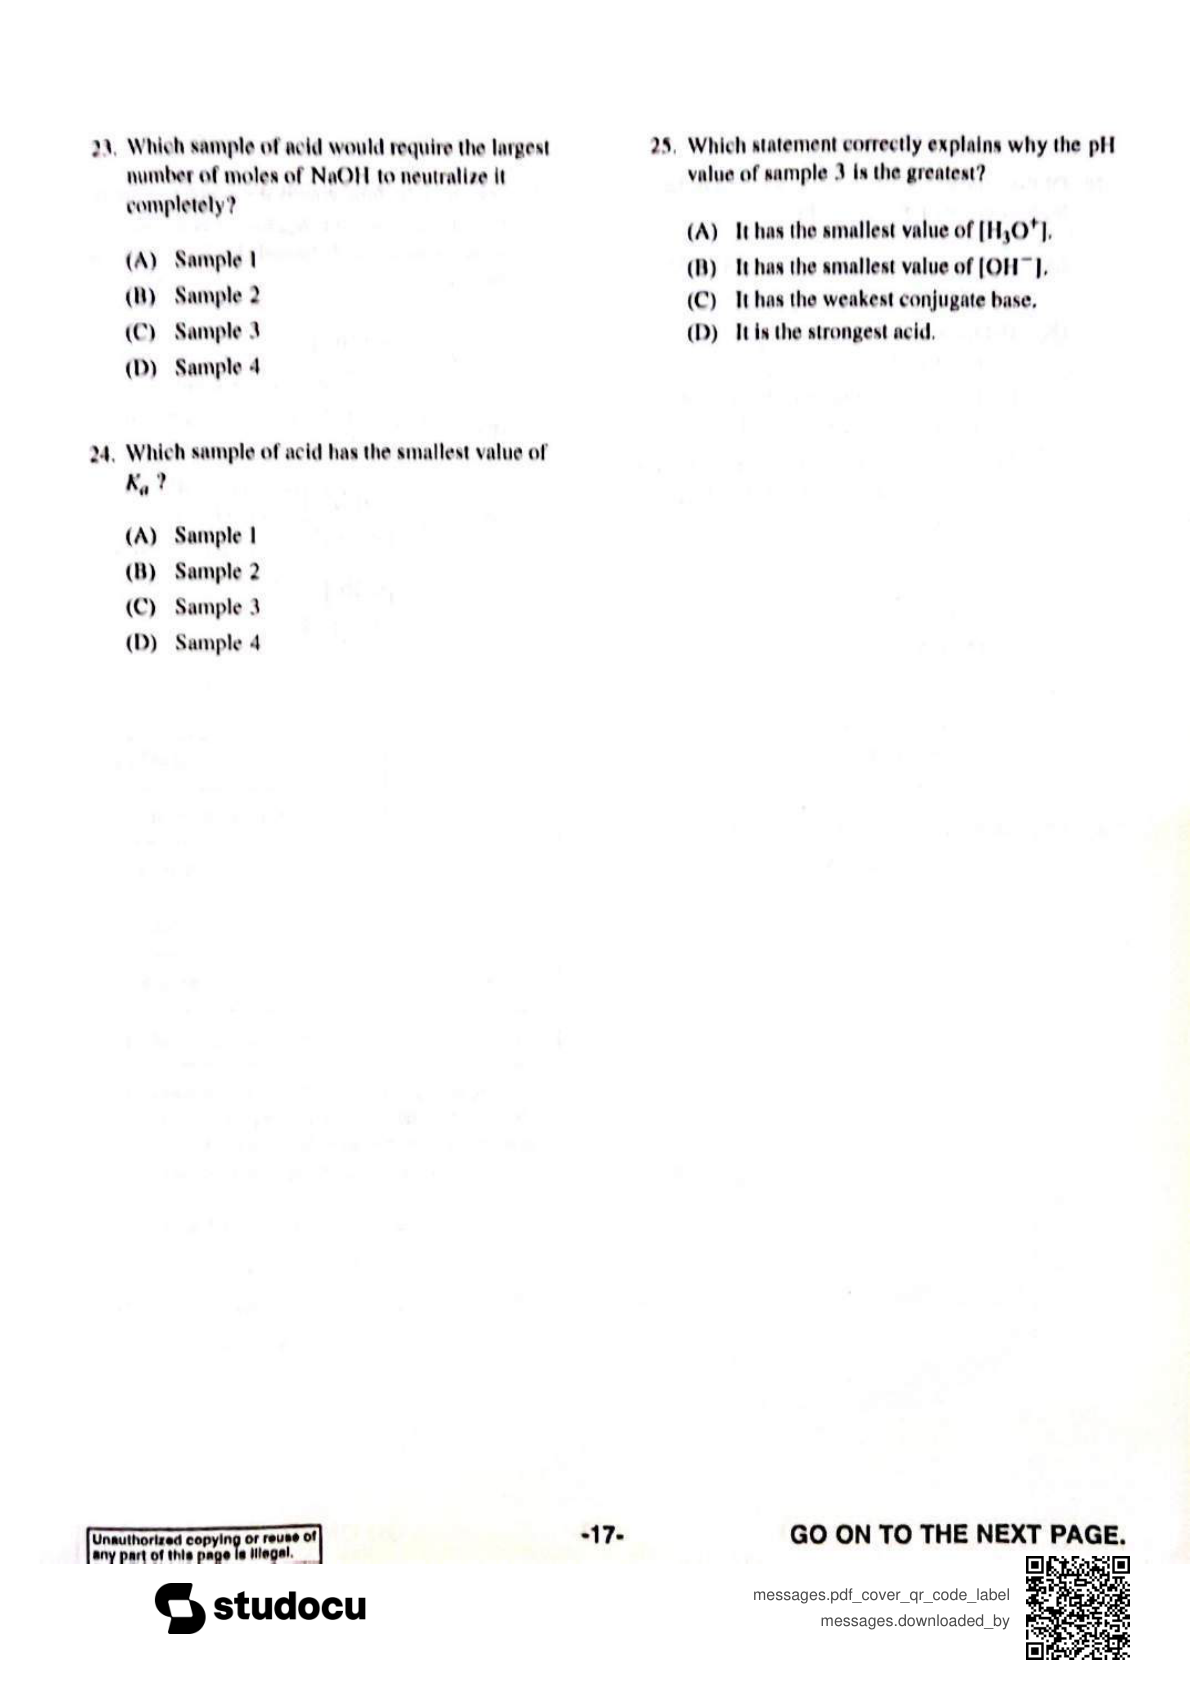 23. Which sample of acid would require the largest
number of moles of NaOH to neutralize it
completely?
(A) Sample 1
(B) Sample 2
(C) Sample 3
(D) Sample 4
24. Which sample of acid has the smallest value of
Kₐ ?
(A) Sample 1
(B) Sample 2
(C) Sample 3
(D) Sample 4
25. Which statement correctly explains why the pH
value of sample 3 is the greatest?
(A) It has the smallest value of [H₃O⁺].
(B) It has the smallest value of [OH⁻].
(C) It has the weakest conjugate base.
(D) It is the strongest acid.
Unauthorized copying or reuse of
any part of this page is illegal.
-17-
GO ON TO THE NEXT PAGE.
studocu
messages.pdf_cover_qr_code_label
messages.downloaded_by